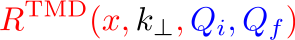 R^TMD(x, k_⊥, Q_i, Q_f)